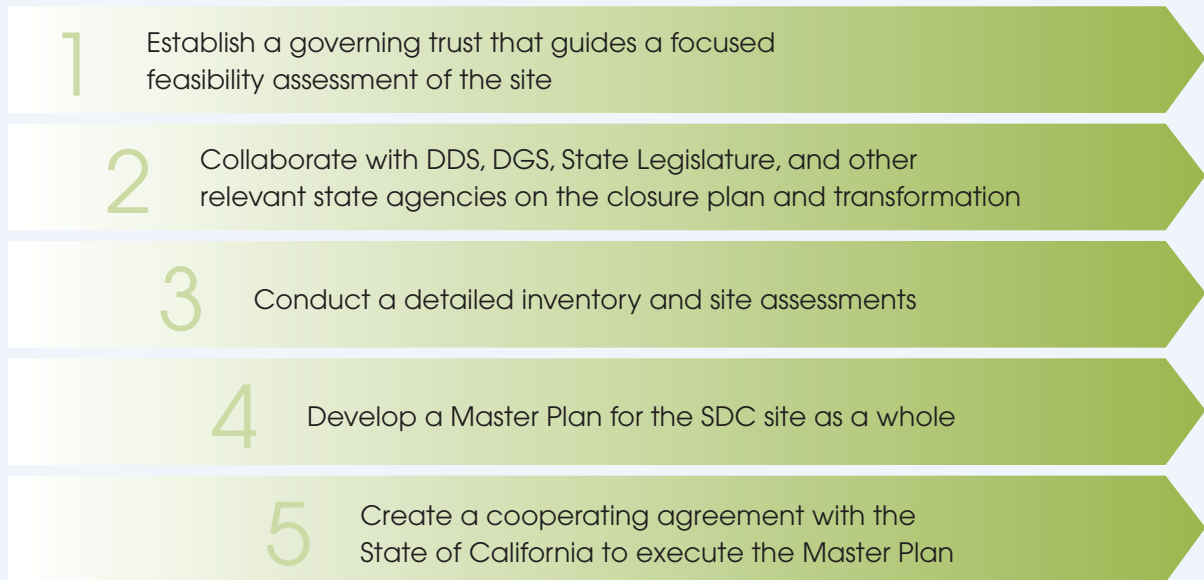 1
Establish a governing trust that guides a focused
feasibility assessment of the site
2
Collaborate with DDS, DGS, State Legislature, and other
relevant state agencies on the closure plan and transformation
3
Conduct a detailed inventory and site assessments
4
Develop a Master Plan for the SDC site as a whole
5
Create a cooperating agreement with the
State of California to execute the Master Plan